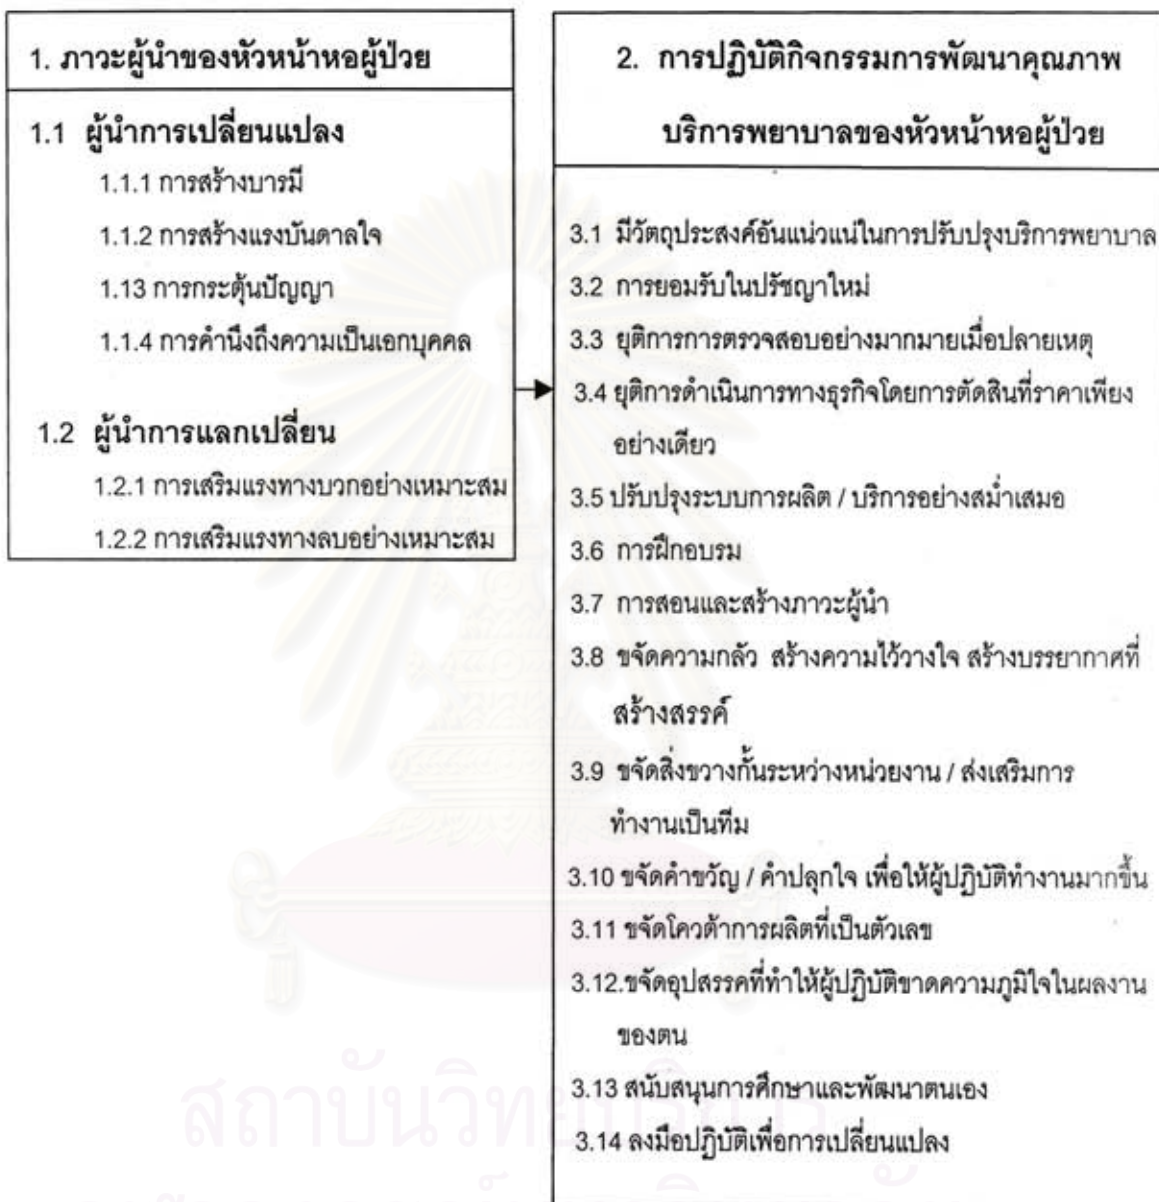 1. ภาวะผู้นำของหัวหน้าหอผู้ป่วย
1.1 ผู้นำการเปลี่ยนแปลง
1.1.1 การสร้างบารมี
1.1.2 การสร้างแรงบันดาลใจ
1.13 การกระตุ้นปัญญา
1.1.4 การคำนึงถึงความเป็นเอกบุคคล
1.2 ผู้นำการแลกเปลี่ยน
1.2.1 การเสริมแรงทางบวกอย่างเหมาะสม
1.2.2 การเสริมแรงทางลบอย่างเหมาะสม
2. การปฏิบัติกิจกรรมการพัฒนาคุณภาพ
บริการพยาบาลของหัวหน้าหอผู้ป่วย
3.1 มีวัตถุประสงค์อันแน่วแน่ในการปรับปรุงบริการพยาบาล
3.2 การยอมรับในปรัชญาใหม่
3.3 ยุติการการตรวจสอบอย่างมากมายเมื่อปลายเหตุ
3.4 ยุติการดำเนินการทางธุรกิจโดยการตัดสินที่ราคาเพียง
อย่างเดียว
3.5 ปรับปรุงระบบการผลิต / บริการอย่างสม่ำเสมอ
3.6 การฝึกอบรม
3.7 การสอนและสร้างภาวะผู้นำ
3.8 ขจัดความกลัว สร้างความไว้วางใจ สร้างบรรยากาศที่
สร้างสรรค์
3.9 ขจัดสิ่งขวางกั้นระหว่างหน่วยงาน / ส่งเสริมการ
ทำงานเป็นทีม
3.10 ขจัดคำขวัญ / คำปลุกใจ เพื่อให้ผู้ปฏิบัติทำงานมากขึ้น
3.11 ขจัดโควต้าการผลิตที่เป็นตัวเลข
3.12.ขจัดอุปสรรคที่ทำให้ผู้ปฏิบัติขาดความภูมิใจในผลงาน
ของตน
3.13 สนับสนุนการศึกษาและพัฒนาตนเอง
3.14 ลงมือปฏิบัติเพื่อการเปลี่ยนแปลง
สถาบันวิทยบริการ